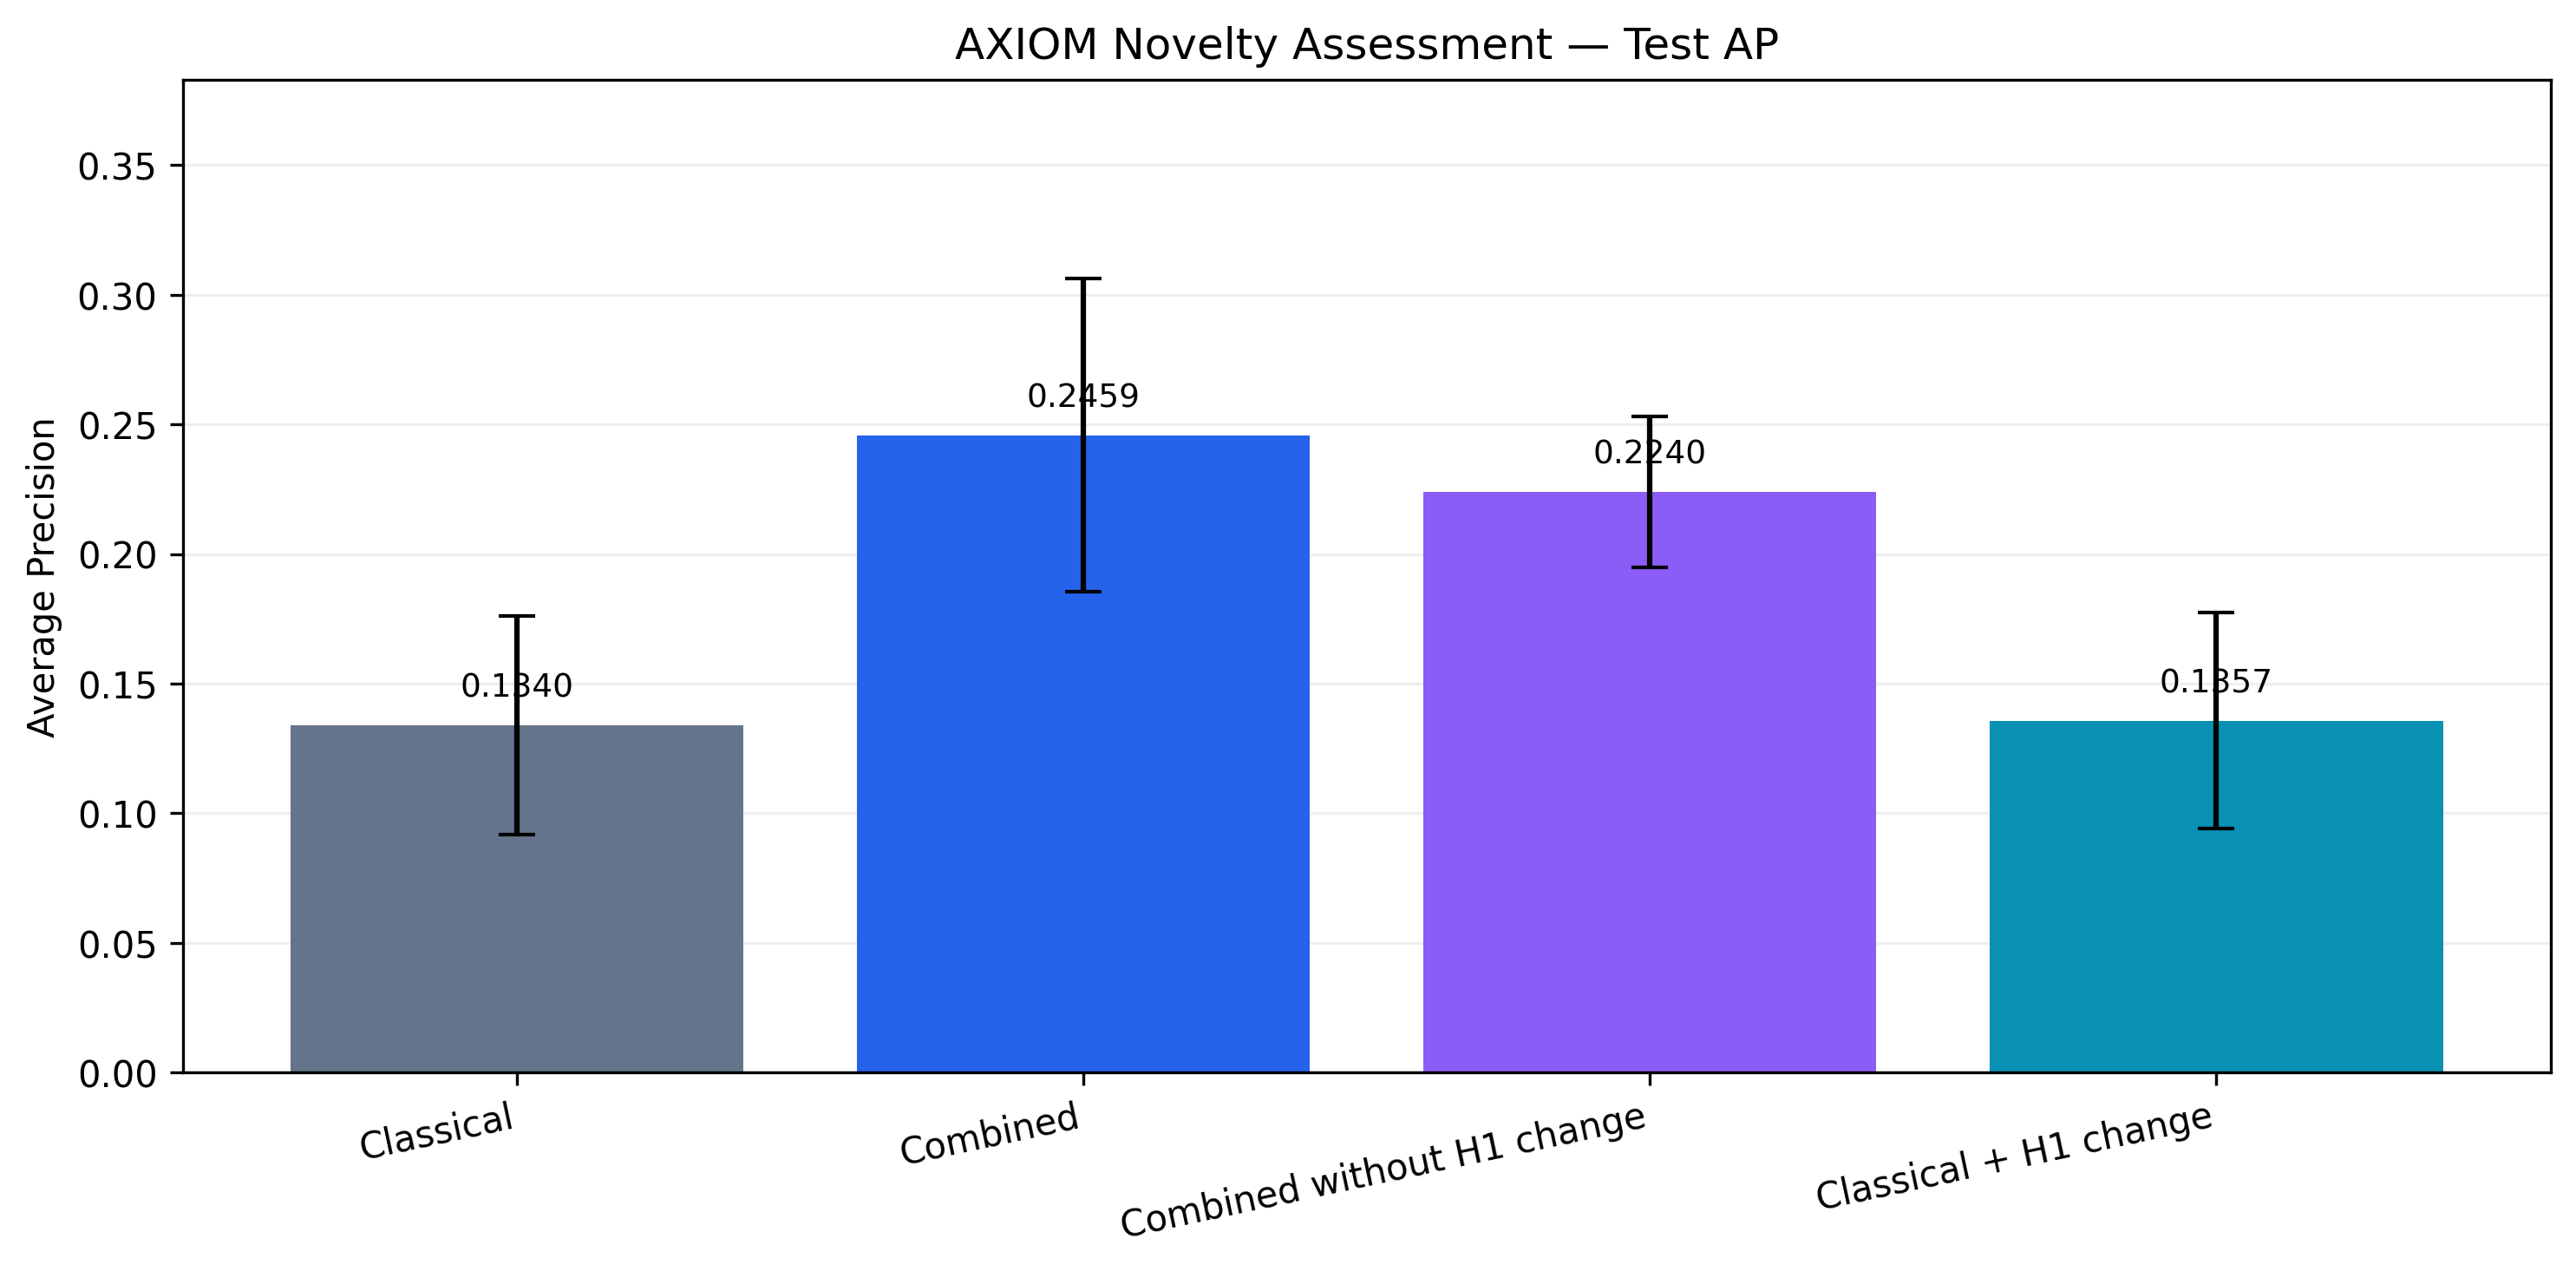 AXIOM Novelty Assessment — Test AP
Average Precision
0.35
0.30
0.25
0.20
0.15
0.10
0.05
0.00
0.1340
0.2459
0.2240
0.1357
Classical
Combined
Combined without H1 change
Classical + H1 change